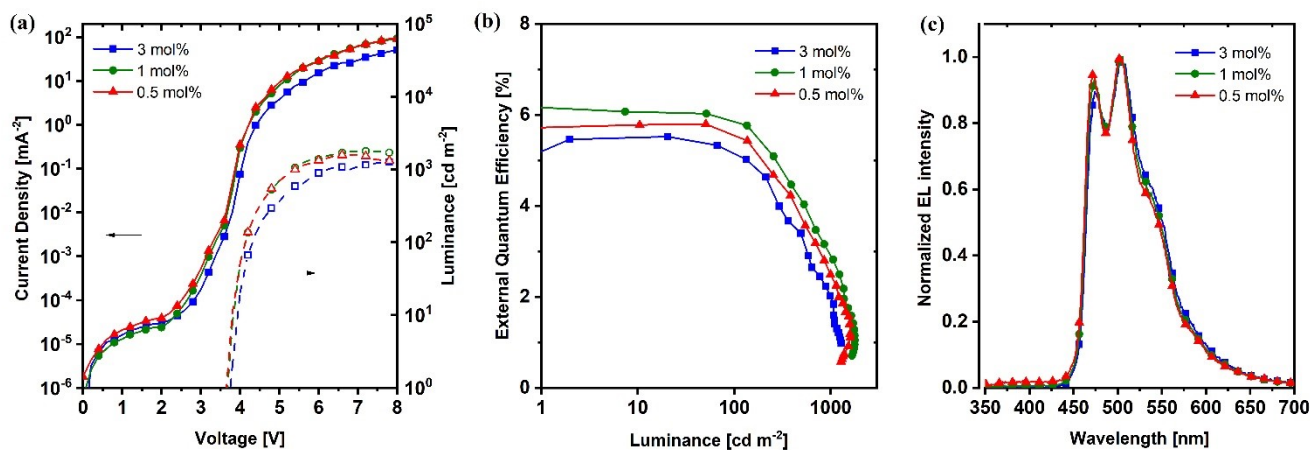 (a)
3 mol%
1 mol%
0.5 mol%
10²
10¹
10⁰
10⁻¹
10⁻²
10⁻³
10⁻⁴
10⁻⁵
10⁻⁶
Current Density [mA⁻²]
0 1 2 3 4 5 6 7 8
Voltage [V]
10⁵
10⁴
10³
10²
10¹
10⁰
Luminance [cd m⁻²]
(b)
3 mol%
1 mol%
0.5 mol%
8
6
4
2
0
External Quantum Efficiency [%]
1 10 100 1000
Luminance [cd m⁻²]
(c)
3 mol%
1 mol%
0.5 mol%
1.0
0.8
0.6
0.4
0.2
0.0
Normalized EL intensity
350 400 450 500 550 600 650 700
Wavelength [nm]